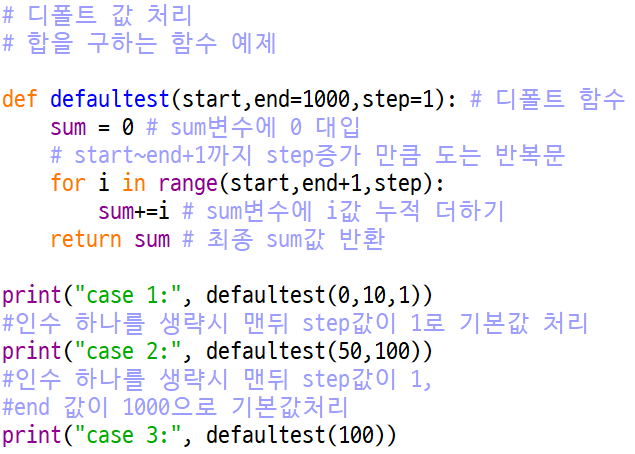 # 디폴트 값 처리
# 합을 구하는 함수 예제
def defaultest(start,end=1000,step=1): # 디폴트 함수
sum = 0 # sum변수에 0 대입
# start~end+1까지 step증가 만큼 도는 반복문
for i in range(start,end+1,step):
sum+=i # sum변수에 i값 누적 더하기
return sum # 최종 sum값 반환
print("case 1:", defaultest(0,10,1))
#인수 하나를 생략시 맨뒤 step값이 1로 기본값 처리
print("case 2:", defaultest(50,100))
#인수 하나를 생략시 맨뒤 step값이 1,
#end 값이 1000으로 기본값처리
print("case 3:", defaultest(100))